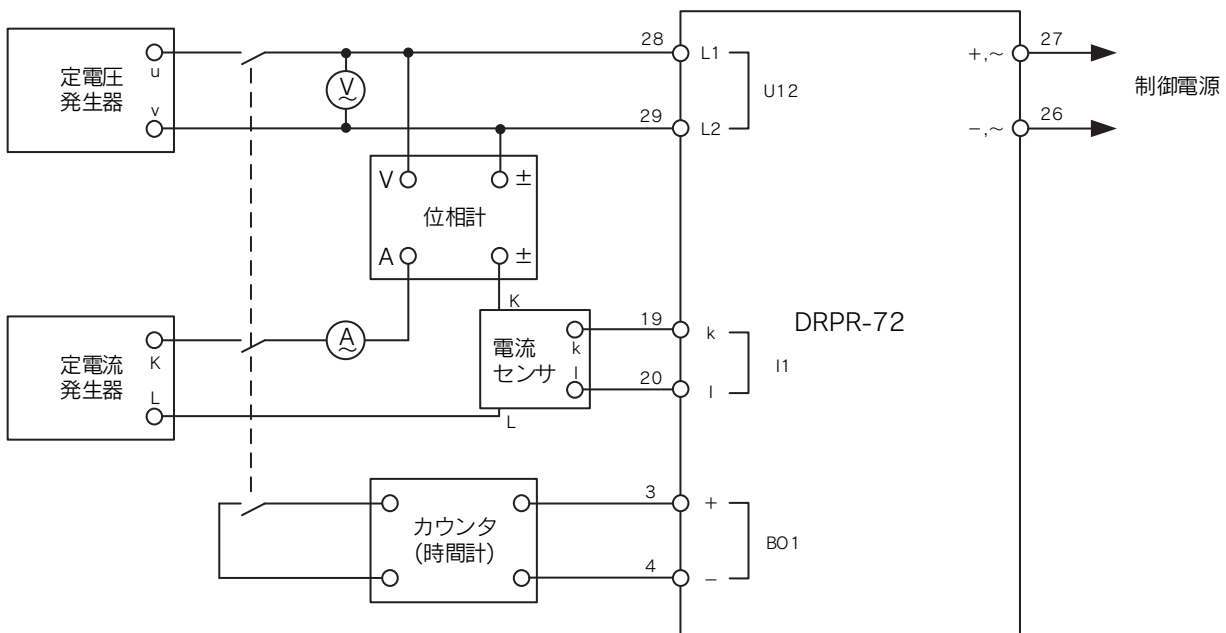 定電圧
発生器
u
v
V
~
28
29
L1
L2
U12
+,~
-,~
27
26
制御電源
V
±
位相計
A
±
K
定電流
発生器
K
L
A
~
電流
センサ
k
l
L
19
20
k
l
I1
DRPR-72
カウンタ
(時間計)
3
4
+
-
BO1